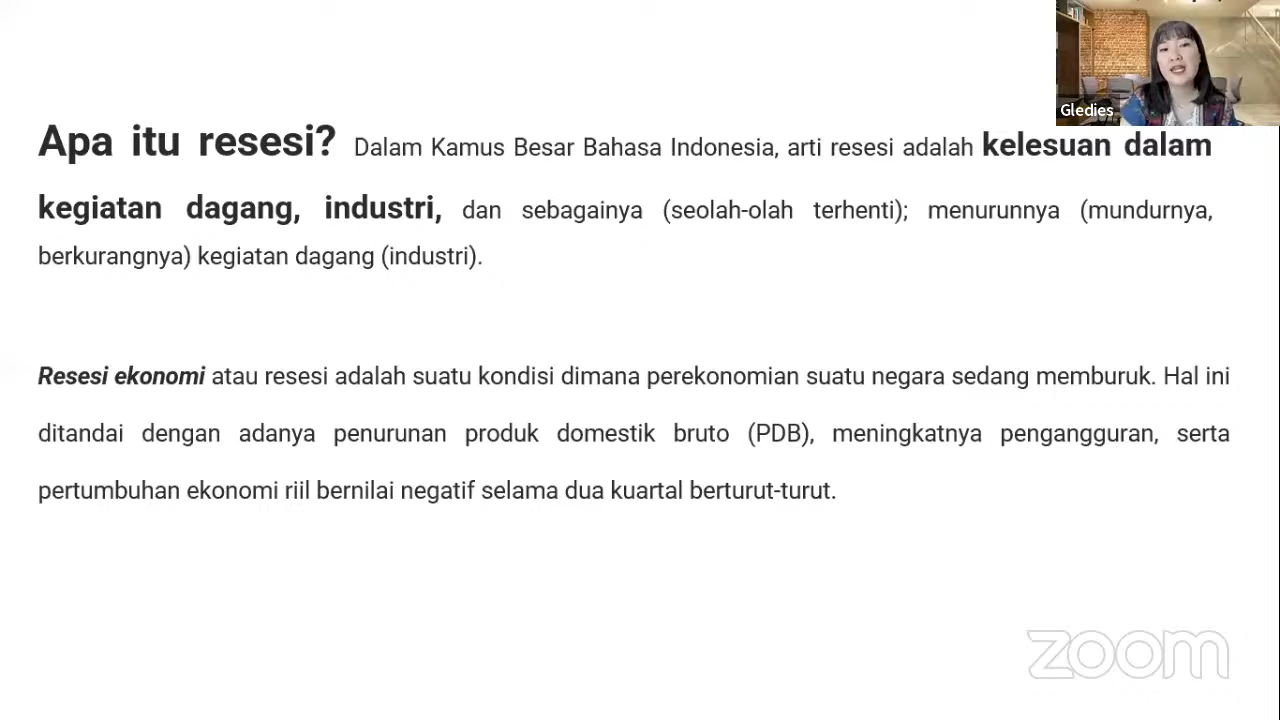 Gledies
Apa itu resesi? Dalam Kamus Besar Bahasa Indonesia, arti resesi adalah kelesuan dalam
kegiatan dagang, industri, dan sebagainya (seolah-olah terhenti); menurunnya (mundurnya,
berkurangnya) kegiatan dagang (industri).
Resesi ekonomi atau resesi adalah suatu kondisi dimana perekonomian suatu negara sedang memburuk. Hal ini
ditandai dengan adanya penurunan produk domestik bruto (PDB), meningkatnya pengangguran, serta
pertumbuhan ekonomi riil bernilai negatif selama dua kuartal berturut-turut.
zoom